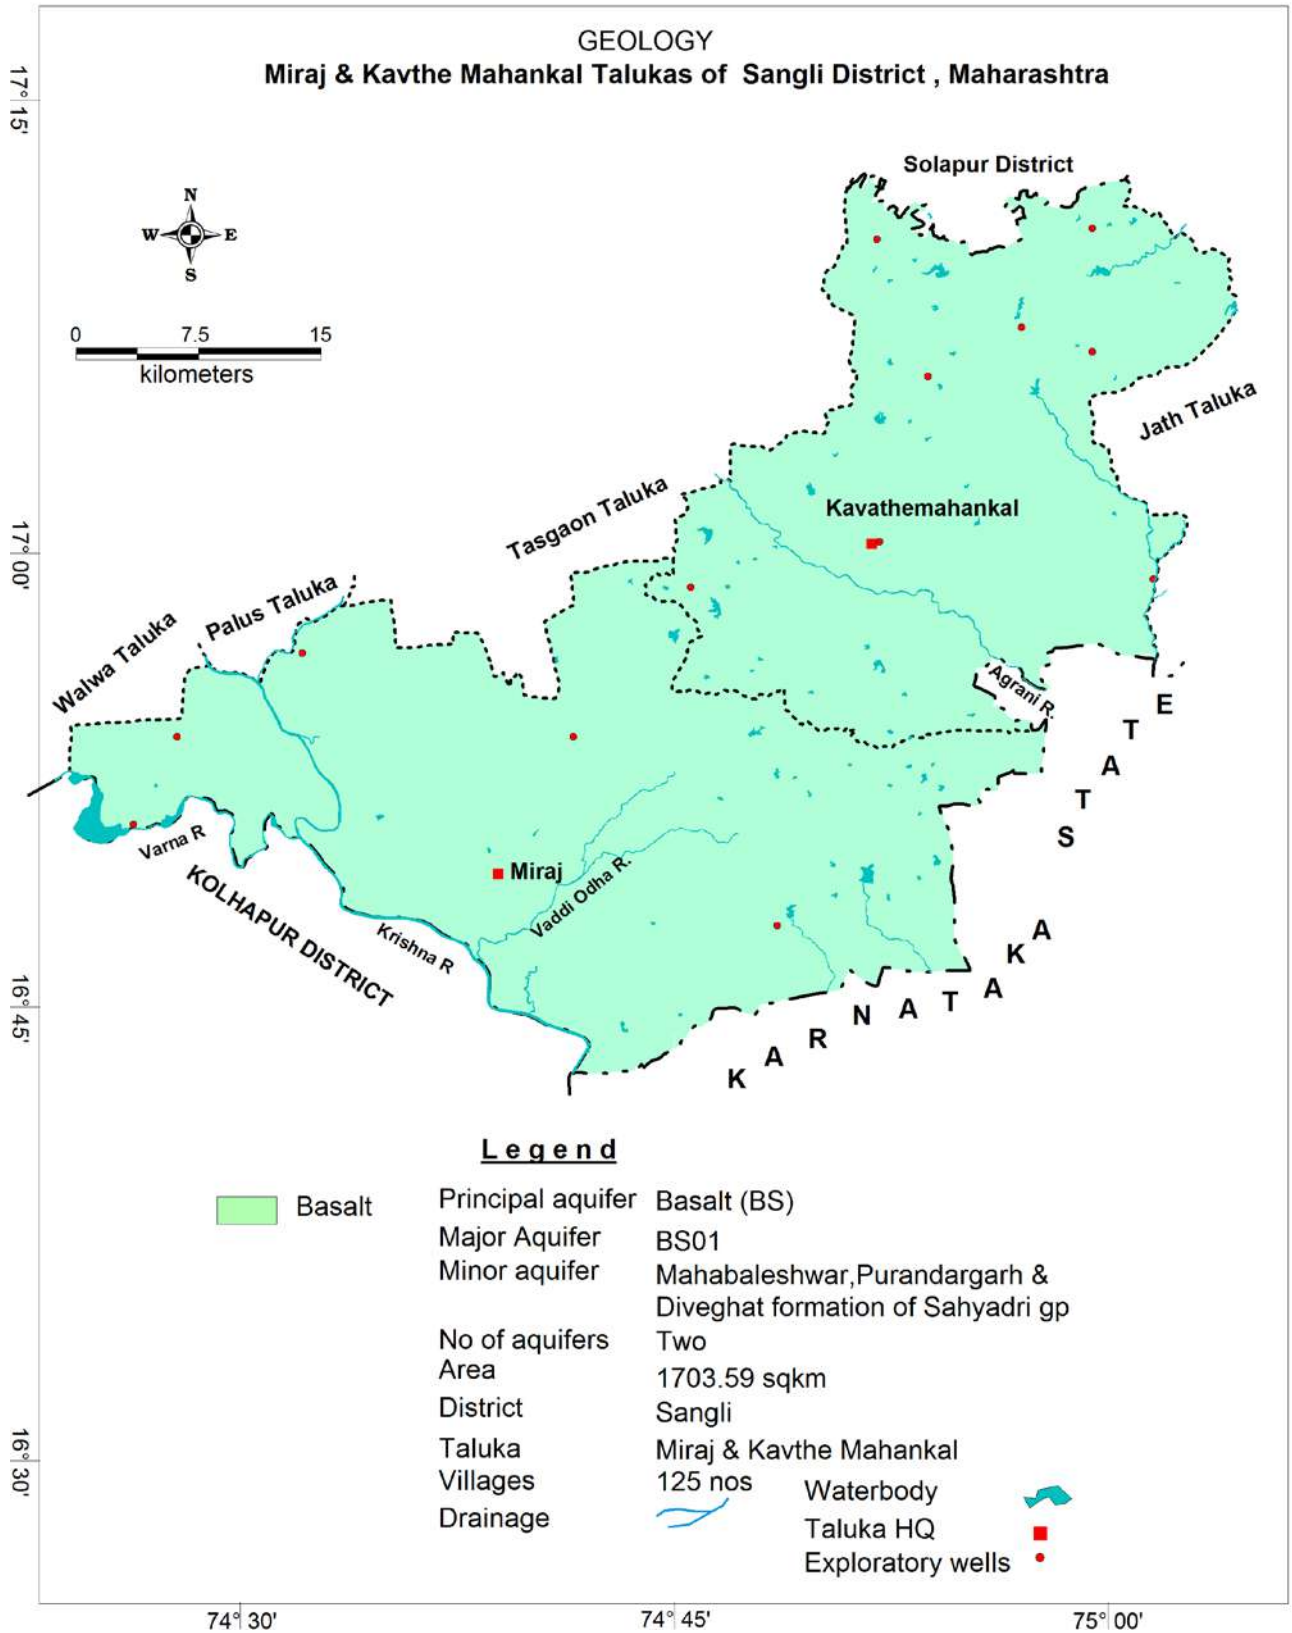 GEOLOGY
Miraj & Kavthe Mahankal Talukas of Sangli District , Maharashtra
17° 15'
Solapur District
N
W E
S
0 7.5 15
kilometers
Jath Taluka
Tasgaon Taluka
Kavathemahankal
17° 00'
Palus Taluka
Walwa Taluka
Agrani R.
Varna R
Miraj
Vaddi Odha R.
KOLHAPUR DISTRICT
Krishna R
16° 45'
KARNATAKA STATE
Legend
Basalt
Principal aquifer Basalt (BS)
Major Aquifer BS01
Minor aquifer Mahabaleshwar,Purandargarh &
Diveghat formation of Sahyadri gp
No of aquifers Two
Area 1703.59 sqkm
District Sangli
Taluka Miraj & Kavthe Mahankal
Villages 125 nos
Drainage
Waterbody
Taluka HQ
Exploratory wells
16° 30'
74° 30' 74° 45' 75° 00'